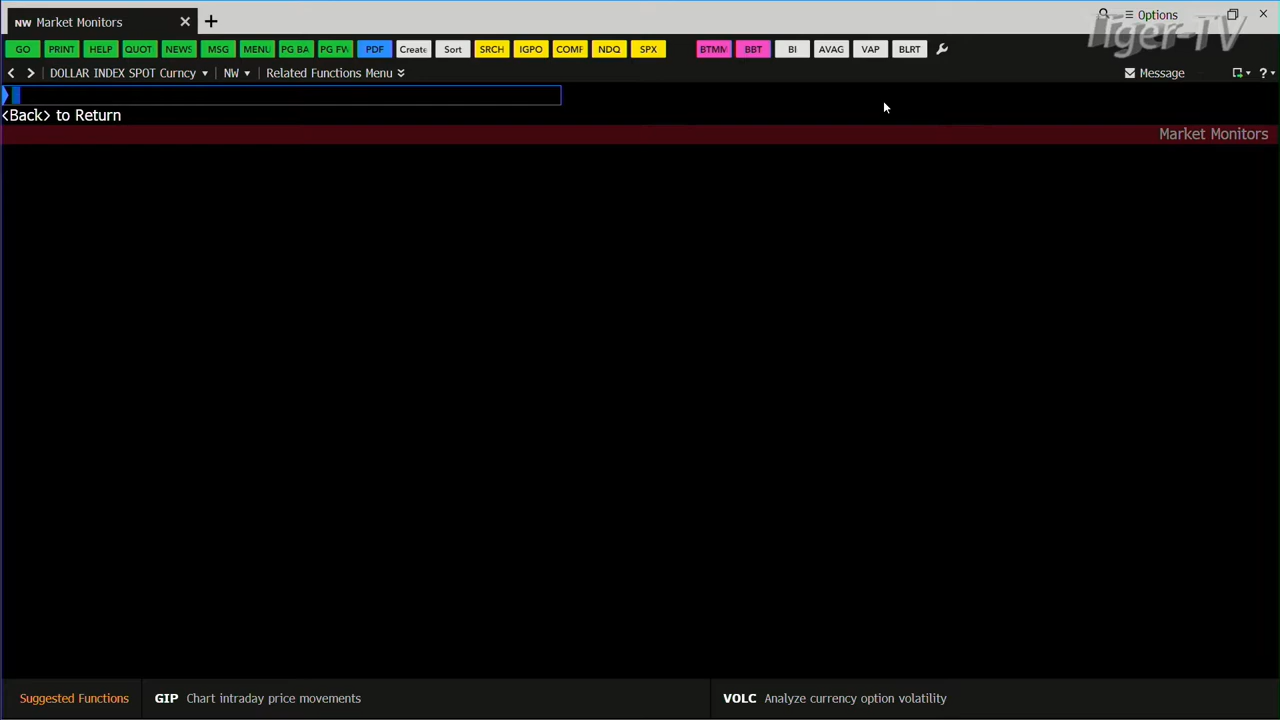 NW Market Monitors
Options
Tiger-TV
GO PRINT HELP QUOT NEWS MSG MENU PG BA PG FW PDF Create Sort SRCH IGPO COMF NDQ SPX BTMM BBT BI AVAG VAP BLRT
DOLLAR INDEX SPOT Curncy NW Related Functions Menu Message ?
<Back> to Return
Market Monitors
Suggested Functions GIP Chart intraday price movements VOLC Analyze currency option volatility